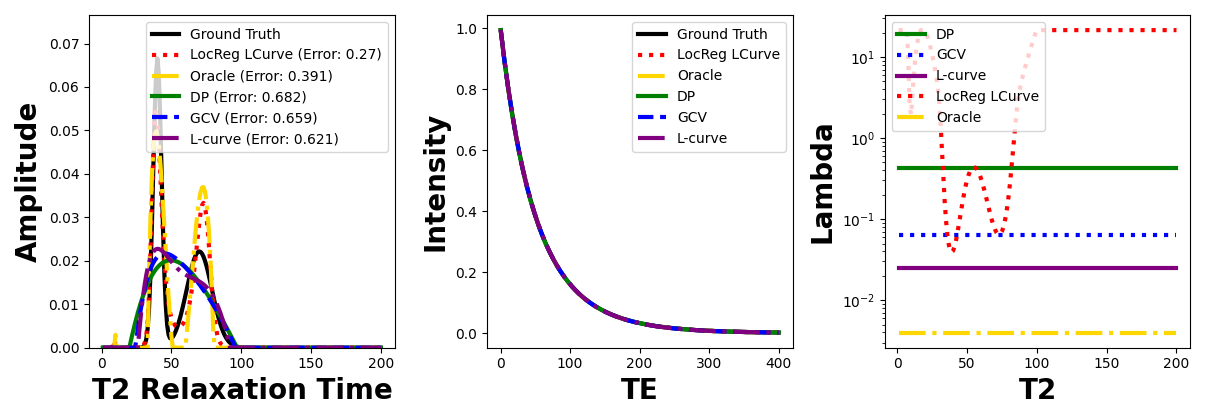 Amplitude
0.07
0.06
0.05
0.04
0.03
0.02
0.01
0.00
Ground Truth
LocReg LCurve (Error: 0.27)
Oracle (Error: 0.391)
DP (Error: 0.682)
GCV (Error: 0.659)
L-curve (Error: 0.621)
0 50 100 150 200
T2 Relaxation Time
Intensity
1.0
0.8
0.6
0.4
0.2
0.0
Ground Truth
LocReg LCurve
Oracle
DP
GCV
L-curve
0 100 200 300 400
TE
Lambda
10¹
10⁰
10⁻¹
10⁻²
DP
GCV
L-curve
LocReg LCurve
Oracle
0 50 100 150 200
T2